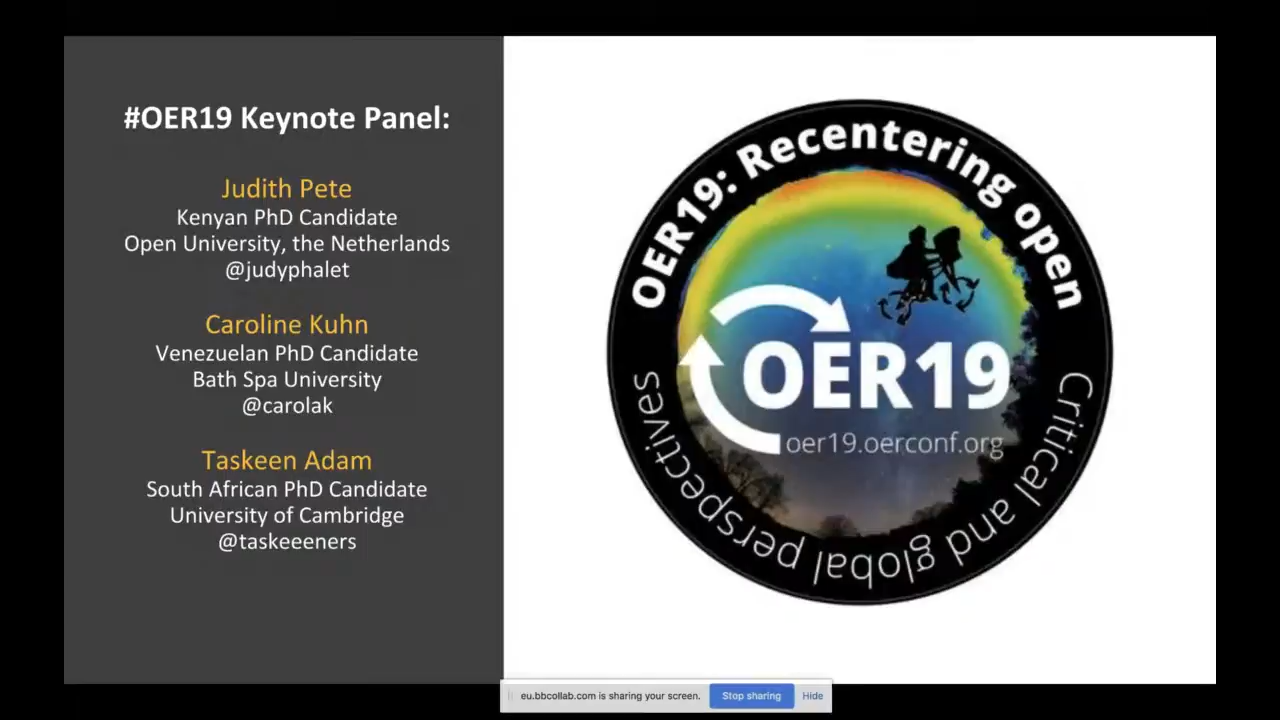 #OER19 Keynote Panel:
Judith Pete
Kenyan PhD Candidate
Open University, the Netherlands
@judyphalet
Caroline Kuhn
Venezuelan PhD Candidate
Bath Spa University
@carolak
Taskeen Adam
South African PhD Candidate
University of Cambridge
@taskeeeners
OER19: Recentering open
OER19
oer19.oerconf.org
Critical and global perspectives
eu.bbcollab.com is sharing your screen.
Stop sharing
Hide